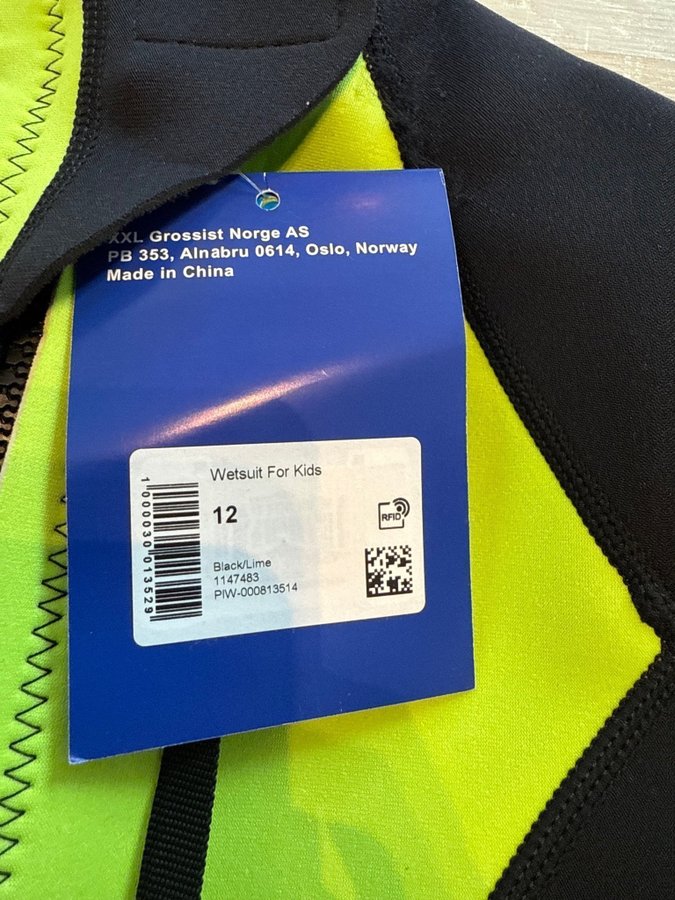 XXL Grossist Norge AS
PB 353, Alnabru 0614, Oslo, Norway
Made in China
Wetsuit For Kids
12
RFID
Black/Lime
1147483
PIW-000813514
1000030013529